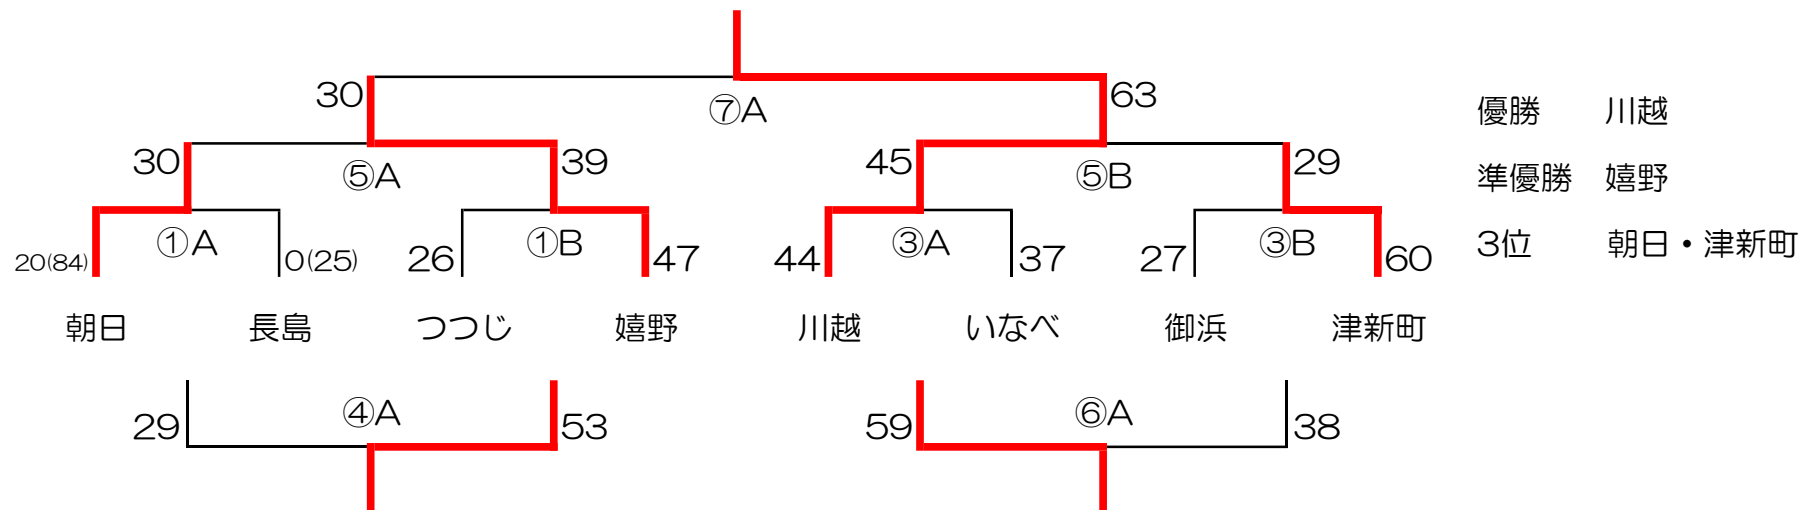 30 ⑦A 63
優勝 川越
30 ⑤A 39 45 ⑤B 29
準優勝 嬉野
20(84) ①A 0(25) 26 ①B 47 44 ③A 37 27 ③B 60
3位 朝日・津新町
朝日 長島 つつじ 嬉野 川越 いなべ 御浜 津新町
29 ④A 53 59 ⑥A 38